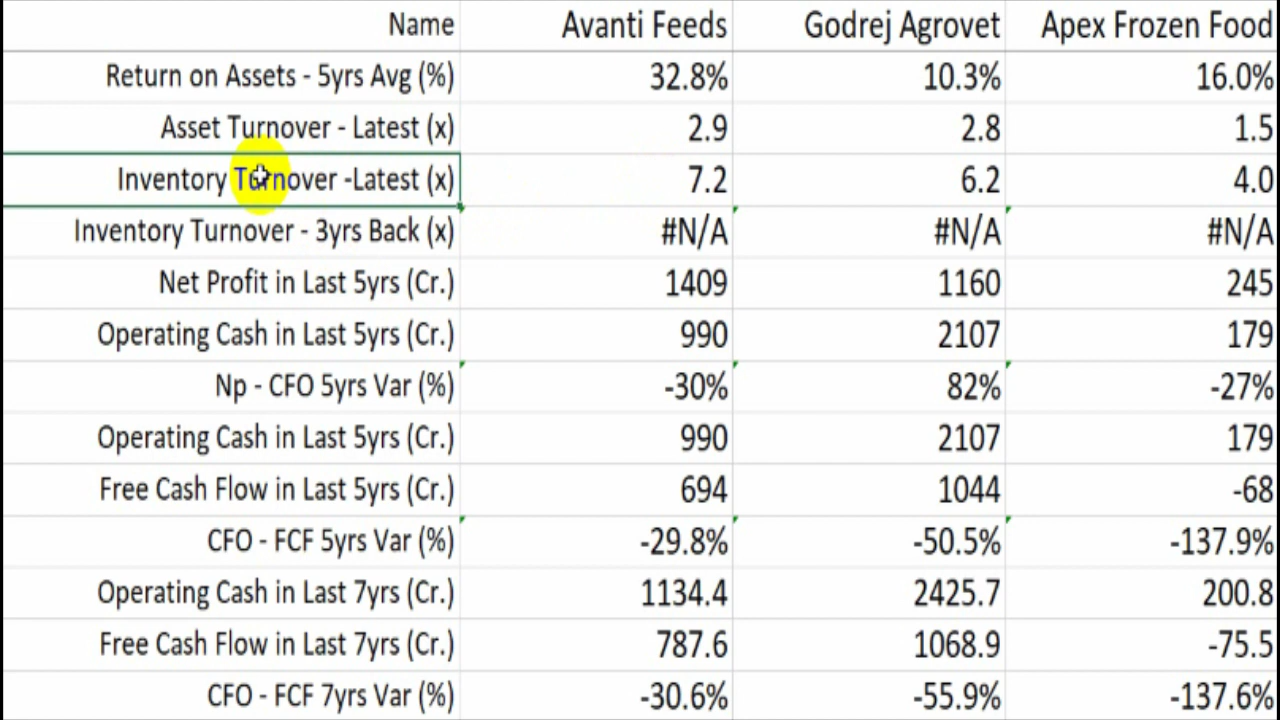 Name Avanti Feeds Godrej Agrovet Apex Frozen Food
Return on Assets - 5yrs Avg (%) 32.8% 10.3% 16.0%
Asset Turnover - Latest (x) 2.9 2.8 1.5
Inventory Turnover -Latest (x) 7.2 6.2 4.0
Inventory Turnover - 3yrs Back (x) #N/A #N/A #N/A
Net Profit in Last 5yrs (Cr.) 1409 1160 245
Operating Cash in Last 5yrs (Cr.) 990 2107 179
Np - CFO 5yrs Var (%) -30% 82% -27%
Operating Cash in Last 5yrs (Cr.) 990 2107 179
Free Cash Flow in Last 5yrs (Cr.) 694 1044 -68
CFO - FCF 5yrs Var (%) -29.8% -50.5% -137.9%
Operating Cash in Last 7yrs (Cr.) 1134.4 2425.7 200.8
Free Cash Flow in Last 7yrs (Cr.) 787.6 1068.9 -75.5
CFO - FCF 7yrs Var (%) -30.6% -55.9% -137.6%